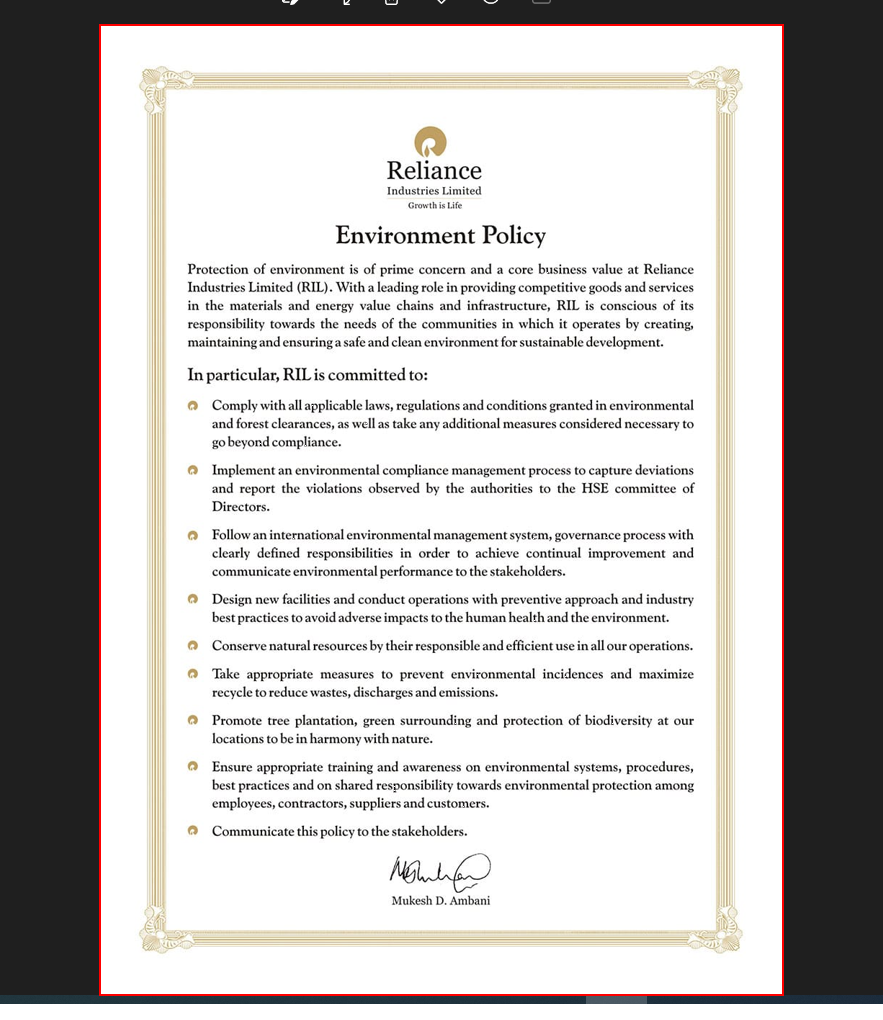 Reliance
Industries Limited
Growth is Life
Environment Policy
Protection of environment is of prime concern and a core business value at Reliance
Industries Limited (RIL). With a leading role in providing competitive goods and services
in the materials and energy value chains and infrastructure, RIL is conscious of its
responsibility towards the needs of the communities in which it operates by creating,
maintaining and ensuring a safe and clean environment for sustainable development.
In particular, RIL is committed to:
Comply with all applicable laws, regulations and conditions granted in environmental
and forest clearances, as well as take any additional measures considered necessary to
go beyond compliance.
Implement an environmental compliance management process to capture deviations
and report the violations observed by the authorities to the HSE committee of
Directors.
Follow an international environmental management system, governance process with
clearly defined responsibilities in order to achieve continual improvement and
communicate environmental performance to the stakeholders.
Design new facilities and conduct operations with preventive approach and industry
best practices to avoid adverse impacts to the human health and the environment.
Conserve natural resources by their responsible and efficient use in all our operations.
Take appropriate measures to prevent environmental incidences and maximize
recycle to reduce wastes, discharges and emissions.
Promote tree plantation, green surrounding and protection of biodiversity at our
locations to be in harmony with nature.
Ensure appropriate training and awareness on environmental systems, procedures,
best practices and on shared responsibility towards environmental protection among
employees, contractors, suppliers and customers.
Communicate this policy to the stakeholders.
Mukesh D. Ambani